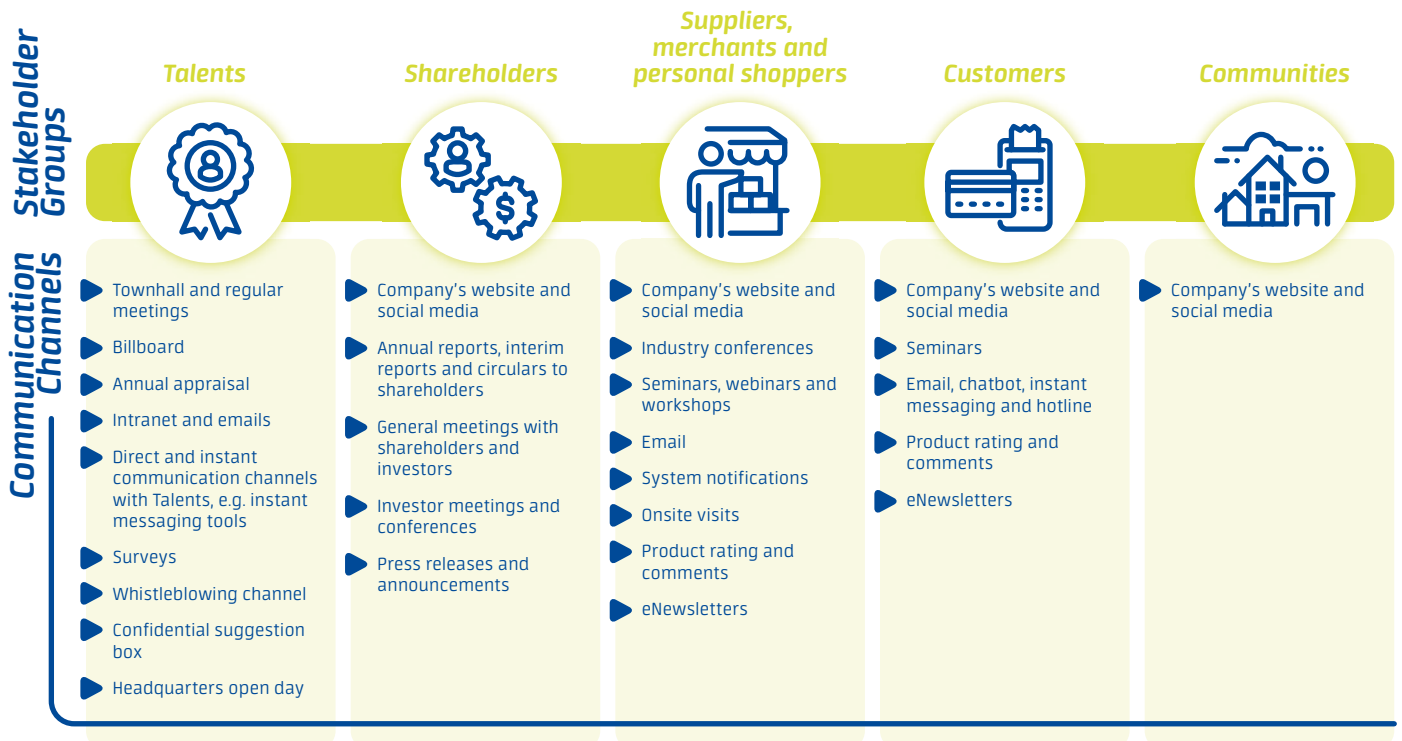 Stakeholder
Groups
Talents
Shareholders
Suppliers,
merchants and
personal shoppers
Customers
Communities
$
Communication
Channels
Townhall and regular
meetings
Billboard
Annual appraisal
Intranet and emails
Direct and instant
communication channels
with Talents, e.g. instant
messaging tools
Surveys
Whistleblowing channel
Confidential suggestion
box
Headquarters open day
Company's website and
social media
Annual reports, interim
reports and circulars to
shareholders
General meetings with
shareholders and
investors
Investor meetings and
conferences
Press releases and
announcements
Company's website and
social media
Industry conferences
Seminars, webinars and
workshops
Email
System notifications
Onsite visits
Product rating and
comments
eNewsletters
Company's website and
social media
Seminars
Email, chatbot, instant
messaging and hotline
Product rating and
comments
eNewsletters
Company's website and
social media